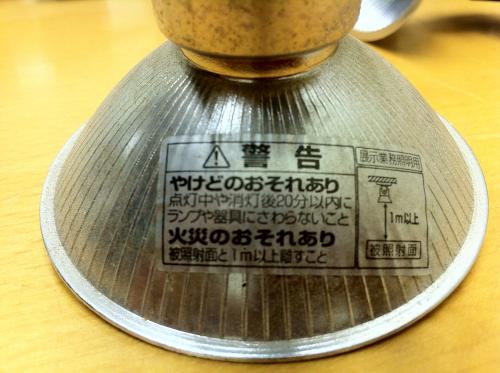 警告
やけどのおそれあり
点灯中や消灯後20分以内に
ランプや器具にさわらないこと
火災のおそれあり
被照射面と1m以上離すこと
展示業務照明用
1m以上
被照射面